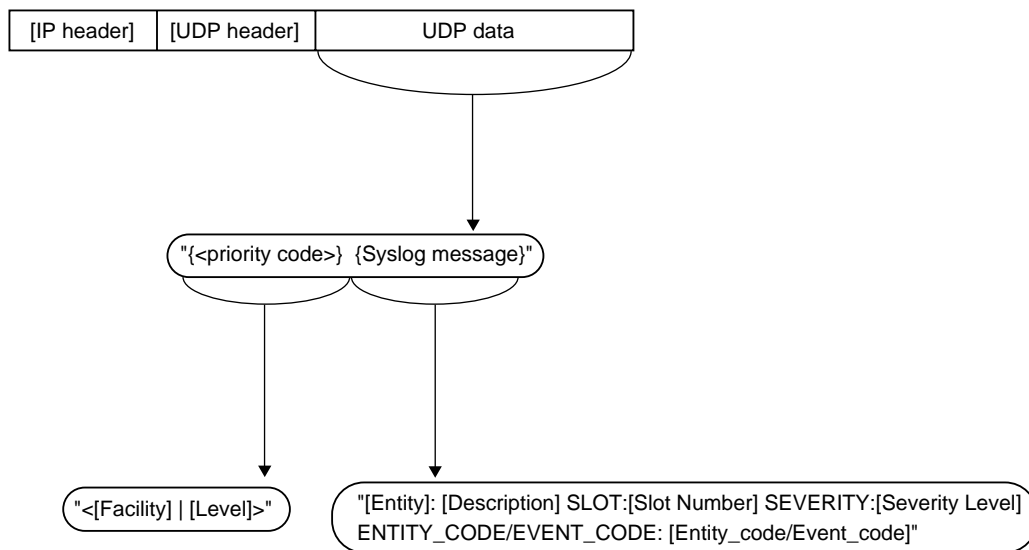 [IP header] [UDP header] UDP data
"{<priority code>} {Syslog message}"
"<[Facility] | [Level]>"
"[Entity]: [Description] SLOT:[Slot Number] SEVERITY:[Severity Level]
ENTITY_CODE/EVENT_CODE: [Entity_code/Event_code]"